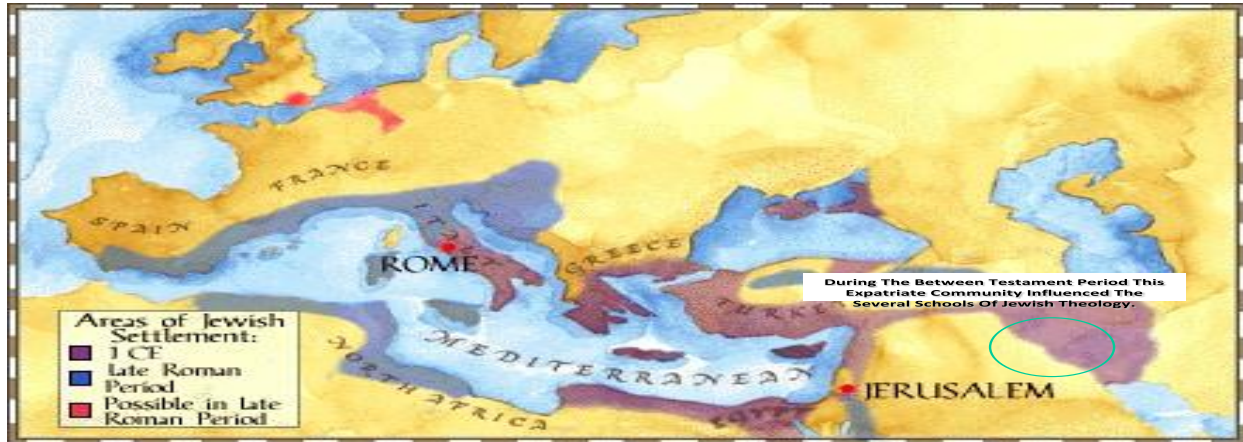 FRANCE
SPAIN
ITALY
ROME
GREECE
During The Between Testament Period This
Expatriate Community Influenced The
Several Schools Of Jewish Theology.
TURKE
Areas of Jewish
Settlement:
1 CE
Late Roman
Period
Possible in late
Roman Period
MEDITERRANEAN
NORTH AFRICA
EGYPT
JERUSALEM